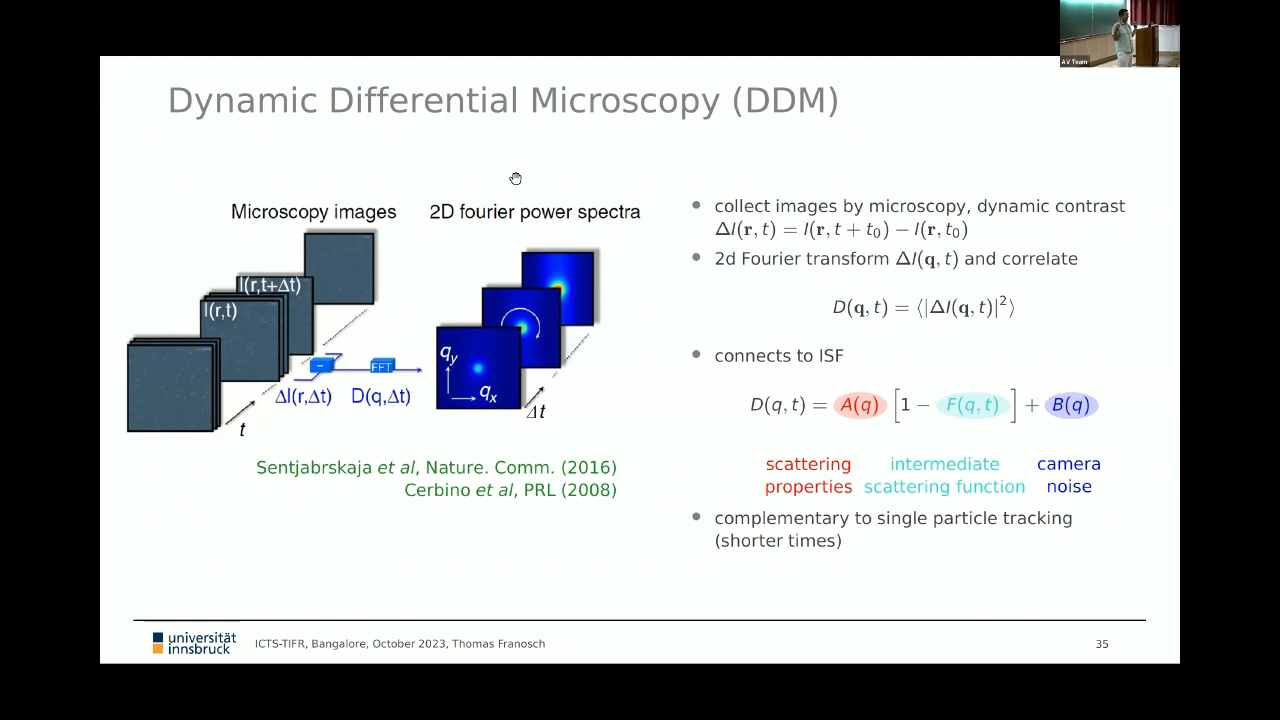 AV Team
Dynamic Differential Microscopy (DDM)
Microscopy images
2D fourier power spectra
I(r,t+Δt)
I(r,t)
−
FFT
ΔI(r,Δt)
D(q,Δt)
t
q_y
q_x
Δt
Sentjabrskaja et al, Nature. Comm. (2016)
Cerbino et al, PRL (2008)
• collect images by microscopy, dynamic contrast
ΔI(r, t) = I(r, t + t₀) − I(r, t₀)
• 2d Fourier transform ΔI(q, t) and correlate
D(q, t) = ⟨|ΔI(q, t)|²⟩
• connects to ISF
D(q, t) = A(q) [1 − F(q, t)] + B(q)
scattering properties
intermediate scattering function
camera noise
• complementary to single particle tracking
(shorter times)
universität
innsbruck
ICTS-TIFR, Bangalore, October 2023, Thomas Franosch
35